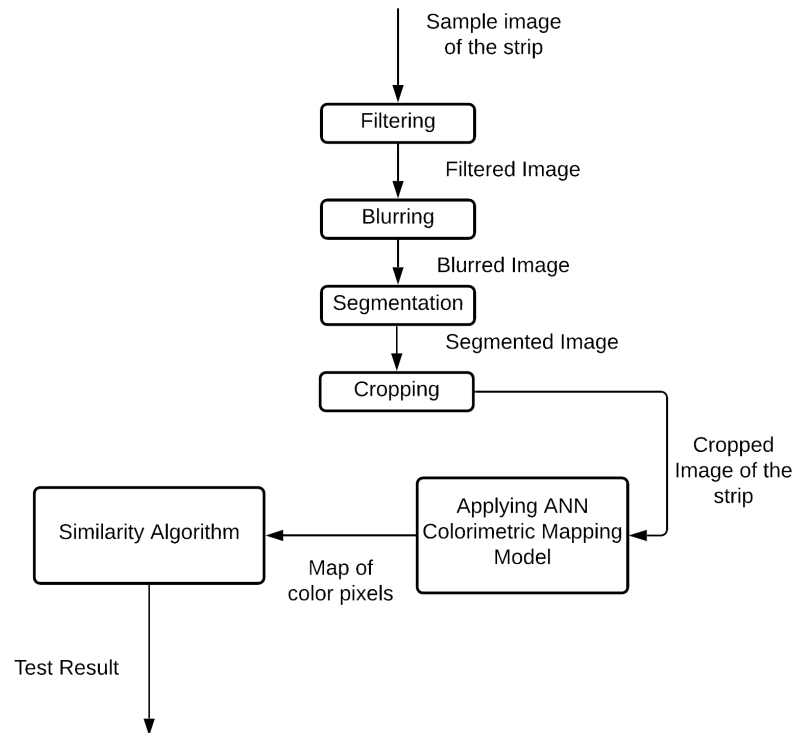 Sample image
of the strip
Filtering
Filtered Image
Blurring
Blurred Image
Segmentation
Segmented Image
Cropping
Cropped
Image of the
strip
Applying ANN
Colorimetric Mapping
Model
Map of
color pixels
Similarity Algorithm
Test Result